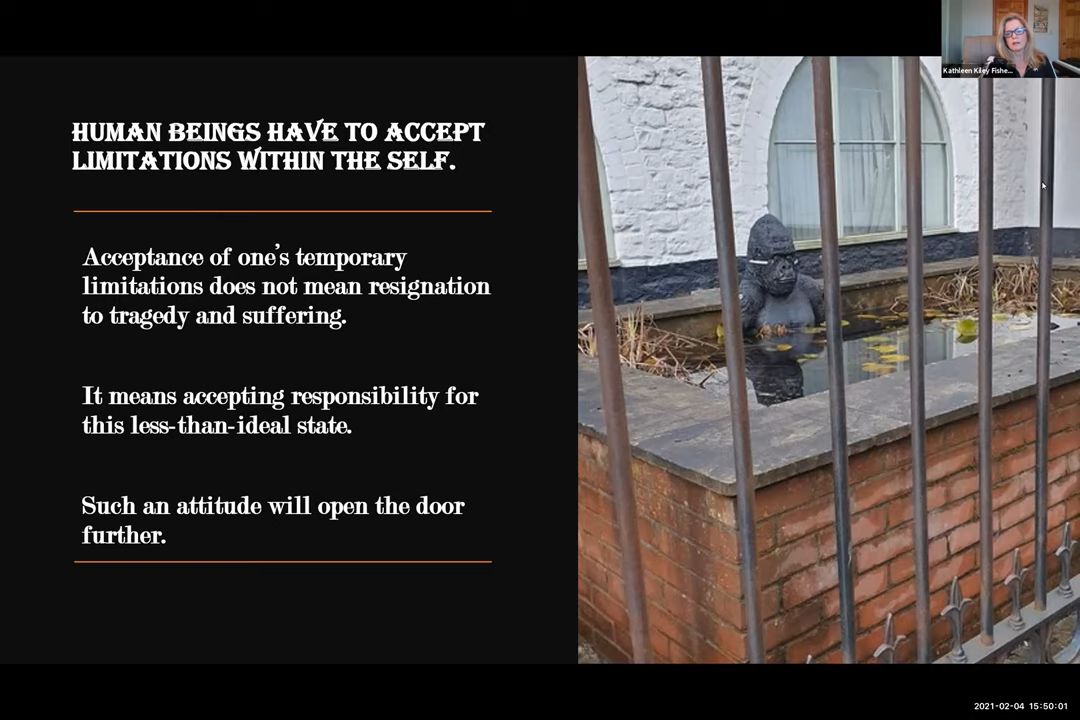 Kathleen Kiley Fishe...
HUMAN BEINGS HAVE TO ACCEPT
LIMITATIONS WITHIN THE SELF.
Acceptance of one's temporary
limitations does not mean resignation
to tragedy and suffering.
It means accepting responsibility for
this less-than-ideal state.
Such an attitude will open the door
further.
2021-02-04 15:50:01